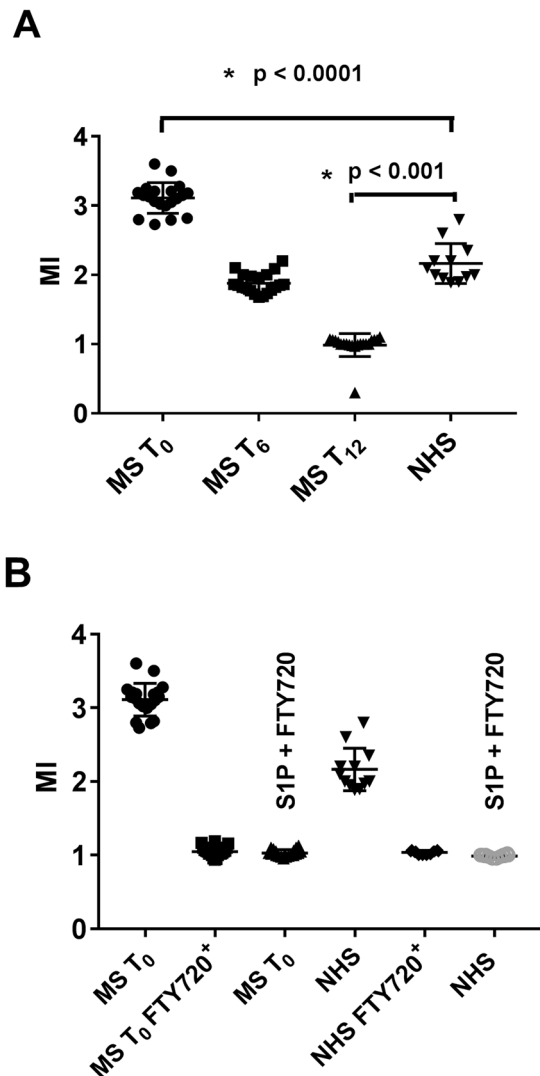 A
* p < 0.0001
* p < 0.001
4
3
2
1
0
MI
MS T0
MS T6
MS T12
NHS
B
4
3
2
1
0
MI
S1P + FTY720
S1P + FTY720
MS T0
MS T0 FTY720+
MS T0
NHS
NHS FTY720+
NHS